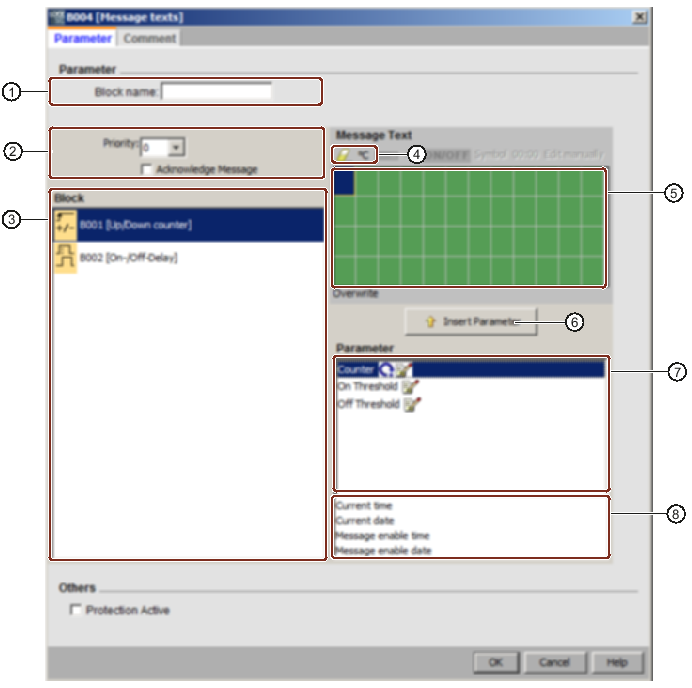 B004 [Message texts]
Parameter Comment
Parameter
1 Block name:
2 Priority: 0
Acknowledge Message
Message Text
°C 4 ON/OFF Symbol 00:00 Edit manually
5
3 Block
+/- B001 [Up/Down counter]
B002 [On-/Off-Delay]
Overwrite
Insert Parameter 6
Parameter
Counter 7
On Threshold
Off Threshold
Current time
Current date 8
Message enable time
Message enable date
Others
Protection Active
OK Cancel Help